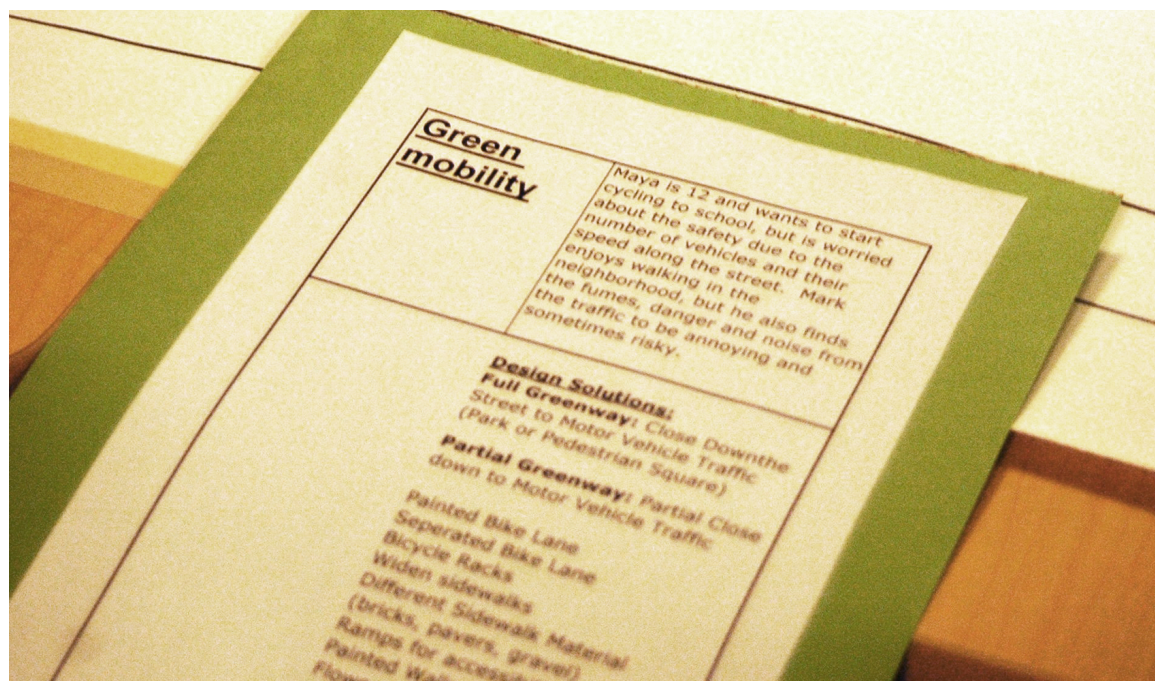 Green
mobility
Maya is 12 and wants to start
cycling to school, but is worried
about the safety due to the
number of vehicles and their
speed along the street. Mark
enjoys walking in the
neighborhood, but he also finds
the fumes, danger and noise from
the traffic to be annoying and
sometimes risky.
Design Solutions:
Full Greenway: Close Downthe
Street to Motor Vehicle Traffic
(Park or Pedestrian Square)
Partial Greenway: Partial Close
down to Motor Vehicle Traffic
Painted Bike Lane
Seperated Bike Lane
Bicycle Racks
Widen sidewalks
Different Sidewalk Material
(bricks, pavers, gravel)
Ramps for
Painted